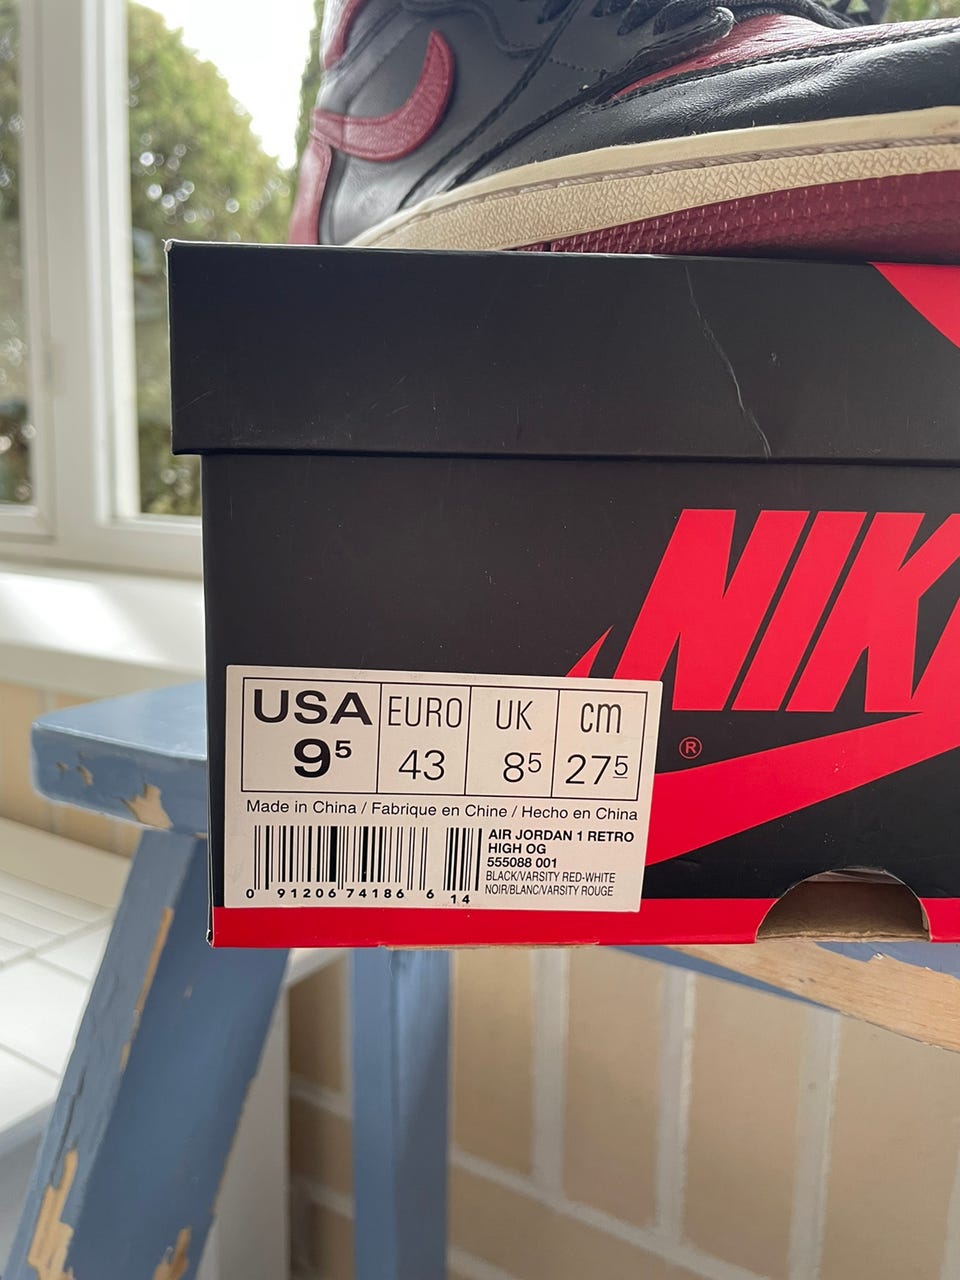 NIK
®
USA EURO UK cm
9⁵ 43 8⁵ 27⁵
Made in China / Fabrique en Chine / Hecho en China
AIR JORDAN 1 RETRO
HIGH OG
555088 001
BLACK/VARSITY RED-WHITE
NOIR/BLANC/VARSITY ROUGE
0 91206 74186 6 14